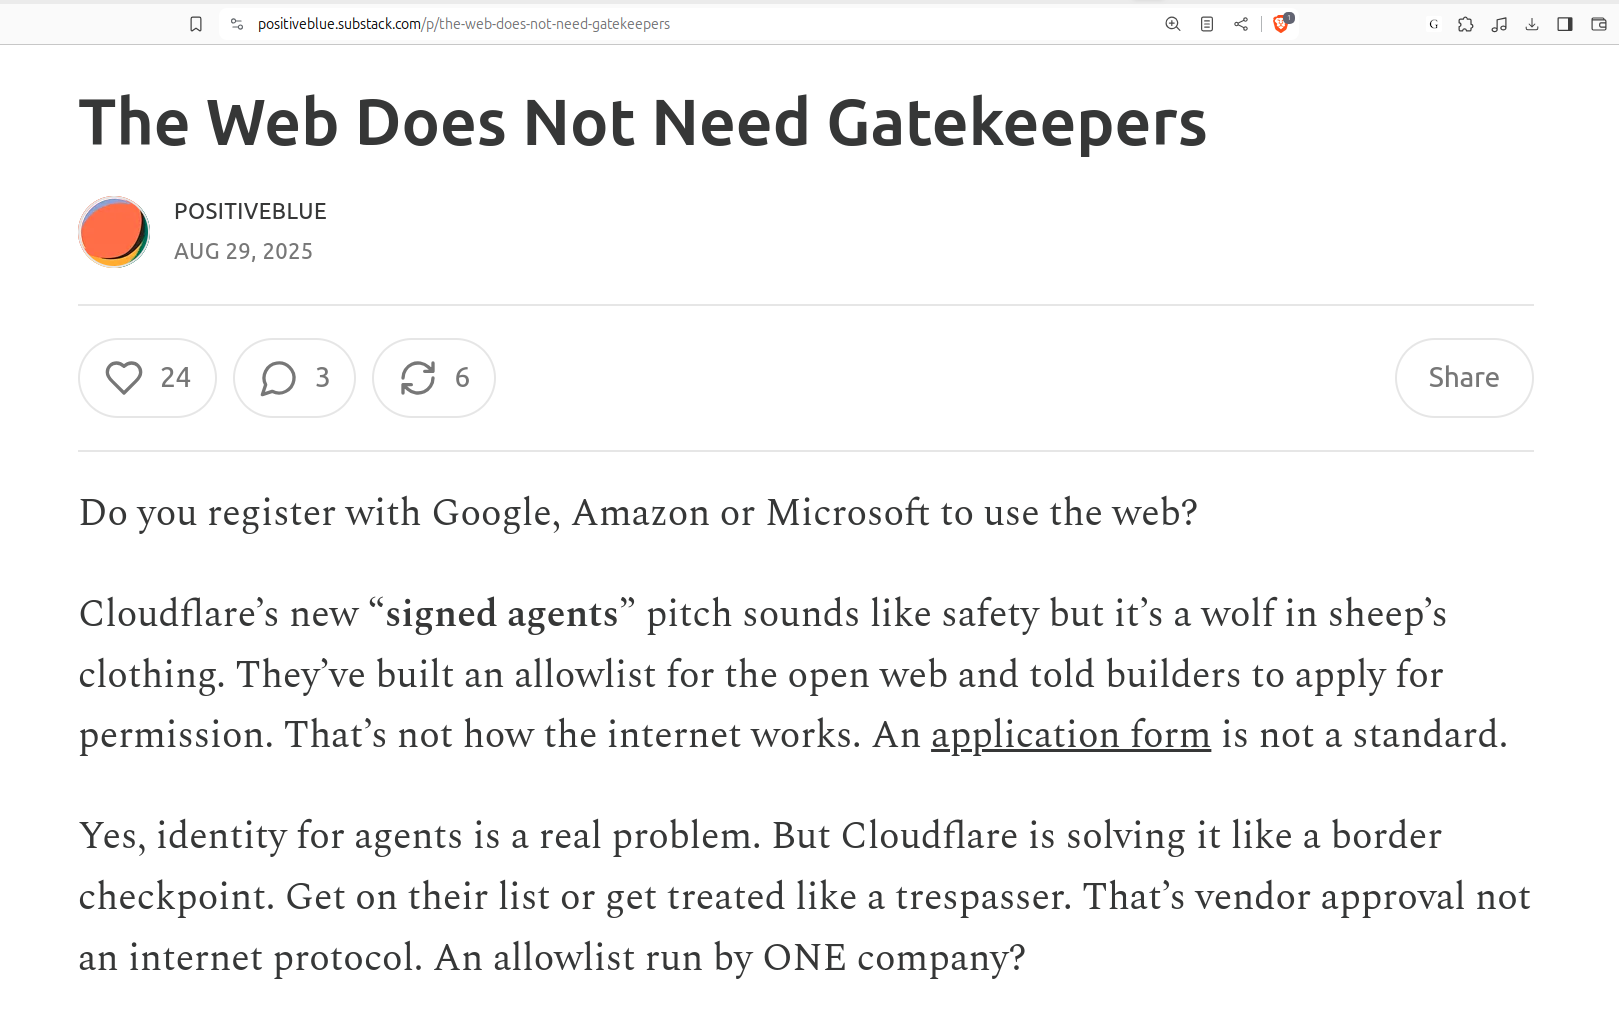 positiveblue.substack.com/p/the-web-does-not-need-gatekeepers
1
G
The Web Does Not Need Gatekeepers
POSITIVEBLUE
AUG 29, 2025
24
3
6
Share
Do you register with Google, Amazon or Microsoft to use the web?
Cloudflare’s new “signed agents” pitch sounds like safety but it’s a wolf in sheep’s
clothing. They’ve built an allowlist for the open web and told builders to apply for
permission. That’s not how the internet works. An application form is not a standard.
Yes, identity for agents is a real problem. But Cloudflare is solving it like a border
checkpoint. Get on their list or get treated like a trespasser. That’s vendor approval not
an internet protocol. An allowlist run by ONE company?